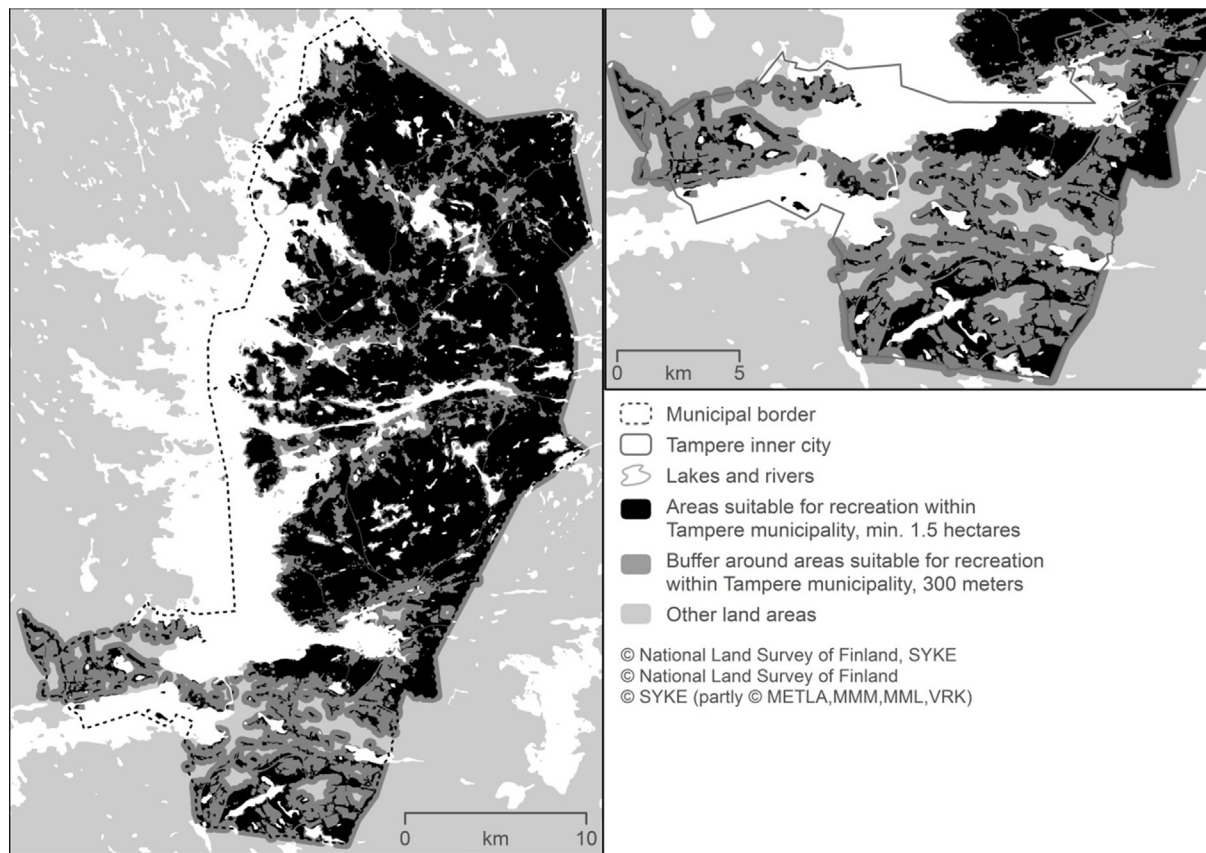 0 km 10
0 km 5
Municipal border
Tampere inner city
Lakes and rivers
Areas suitable for recreation within
Tampere municipality, min. 1.5 hectares
Buffer around areas suitable for recreation
within Tampere municipality, 300 meters
Other land areas
© National Land Survey of Finland, SYKE
© National Land Survey of Finland
© SYKE (partly © METLA,MMM,MML,VRK)